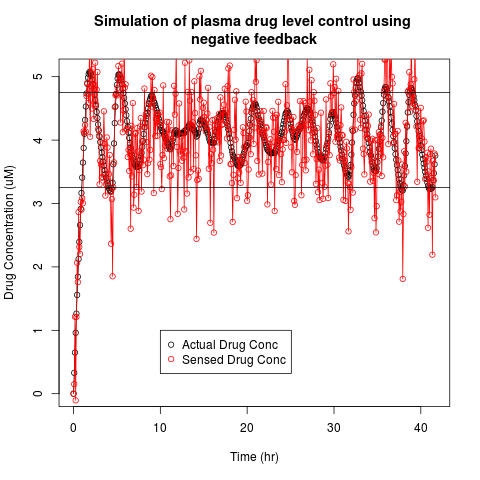 Simulation of plasma drug level control using
negative feedback
Drug Concentration (uM)
5
4
3
2
1
0
Actual Drug Conc
Sensed Drug Conc
0 10 20 30 40
Time (hr)